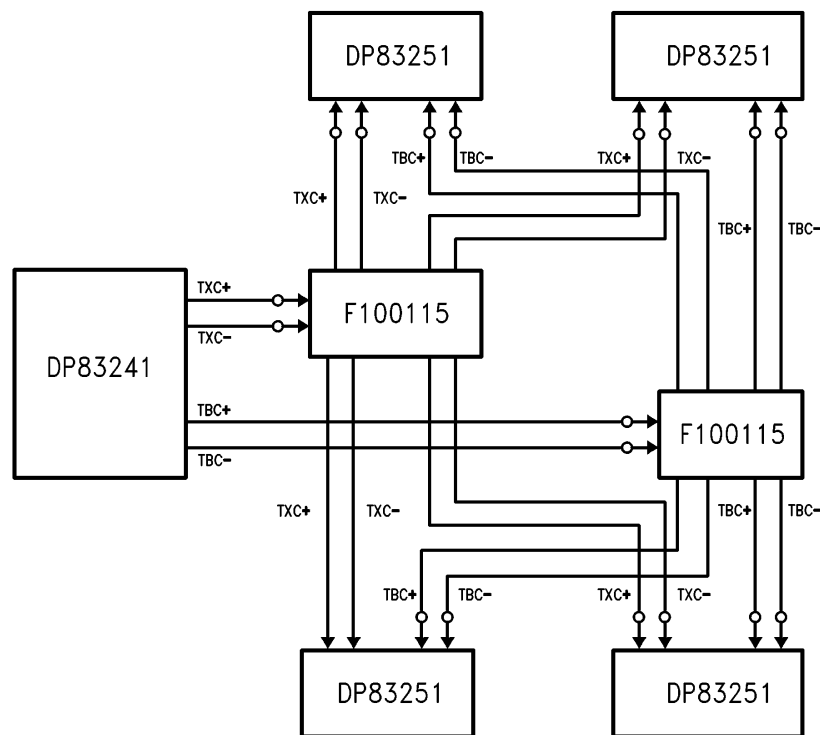 DP83251 DP83251
TBC+ TBC- TXC+ TXC-
TXC+ TXC-
TBC+ TBC-
TXC+
F100115
TXC-
DP83241
TBC+
F100115
TBC-
TXC+ TXC- TBC+ TBC-
TBC+ TBC- TXC+ TXC-
DP83251 DP83251